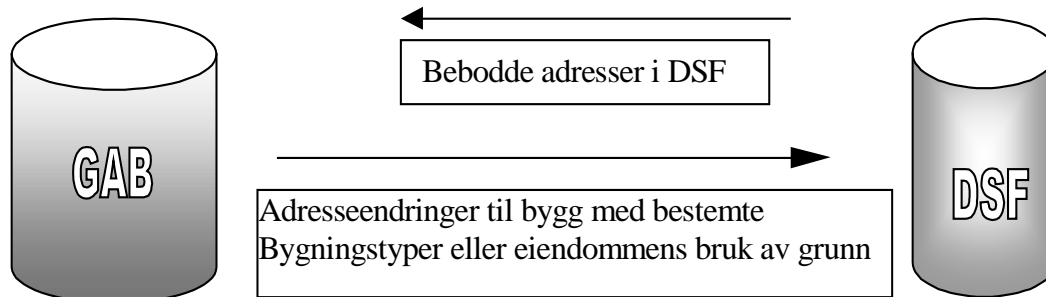 Bebodde adresser i DSF
GAB
DSF
Adresseendringer til bygg med bestemte
Bygningstyper eller eiendommens bruk av grunn